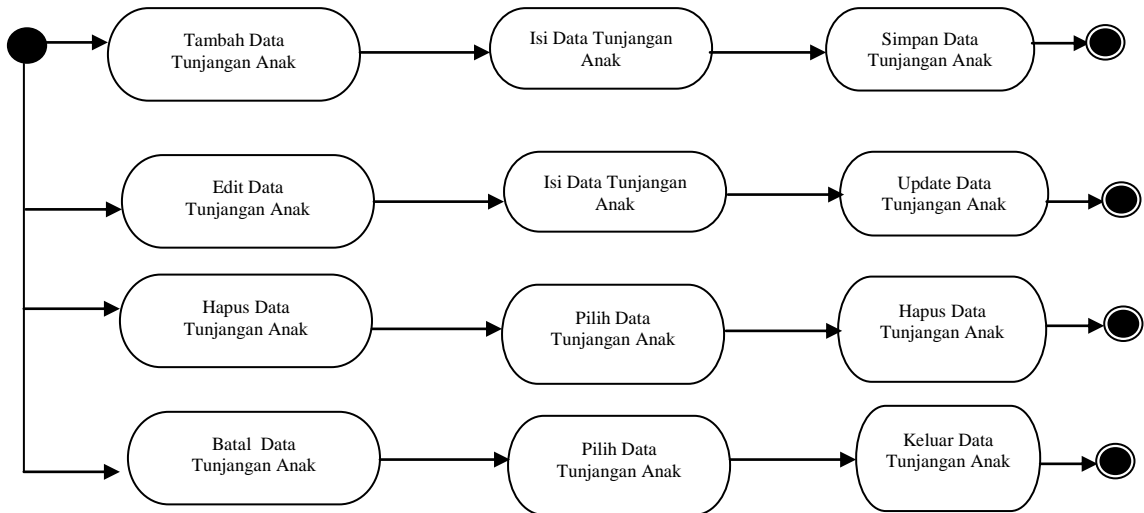 Tambah Data
Tunjangan Anak
Isi Data Tunjangan
Anak
Simpan Data
Tunjangan Anak
Edit Data
Tunjangan Anak
Isi Data Tunjangan
Anak
Update Data
Tunjangan Anak
Hapus Data
Tunjangan Anak
Pilih Data
Tunjangan Anak
Hapus Data
Tunjangan Anak
Batal Data
Tunjangan Anak
Pilih Data
Tunjangan Anak
Keluar Data
Tunjangan Anak